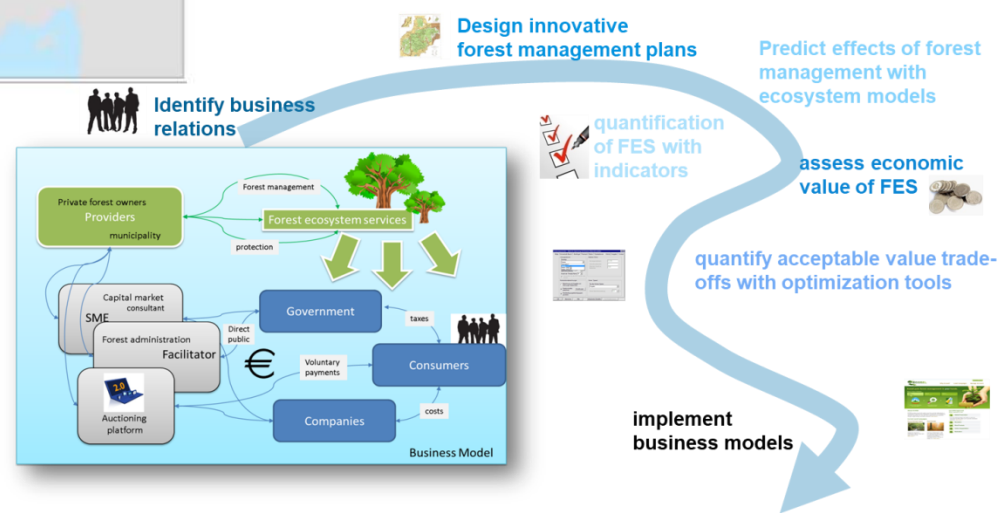 Design innovative
forest management plans
Predict effects of forest
management with
ecosystem models
Identify business
relations
quantification
of FES with
indicators
assess economic
value of FES
quantify acceptable value trade-
offs with optimization tools
implement
business models
Private forest owners
Providers
municipality
Forest management
Forest ecosystem services
protection
Capital market
consultant
SME
Forest administration
Facilitator
2.0
Auctioning
platform
Direct
public
€
Government
taxes
Voluntary
payments
Consumers
costs
Companies
Business Model